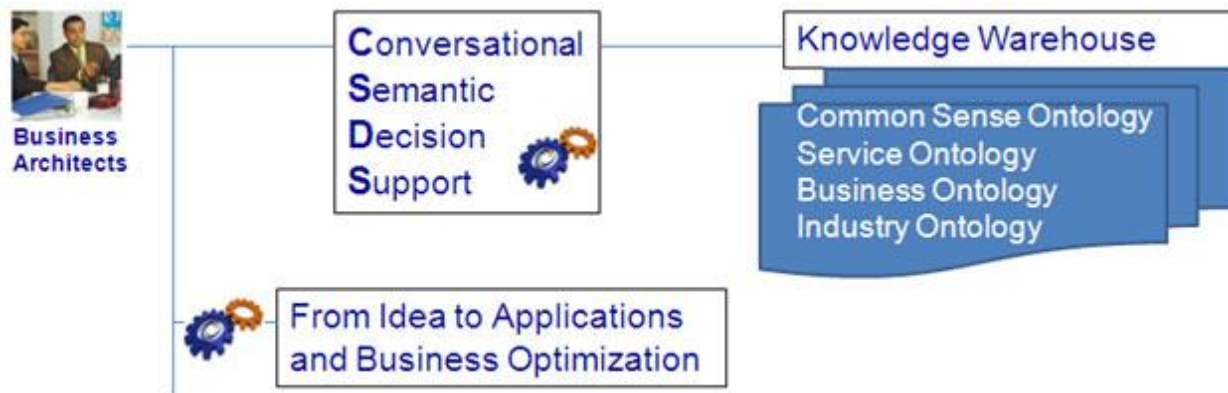 Business
Architects
Conversational
Semantic
Decision
Support
Knowledge Warehouse
Common Sense Ontology
Service Ontology
Business Ontology
Industry Ontology
From Idea to Applications
and Business Optimization